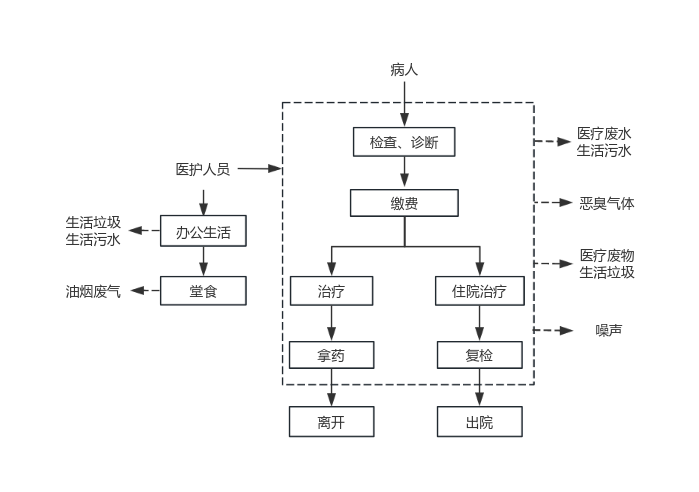 病人
检查、诊断
医疗废水
生活污水
医护人员
缴费
恶臭气体
生活垃圾
生活污水
办公生活
医疗废物
生活垃圾
油烟废气
堂食
治疗
住院治疗
噪声
拿药
复检
离开
出院